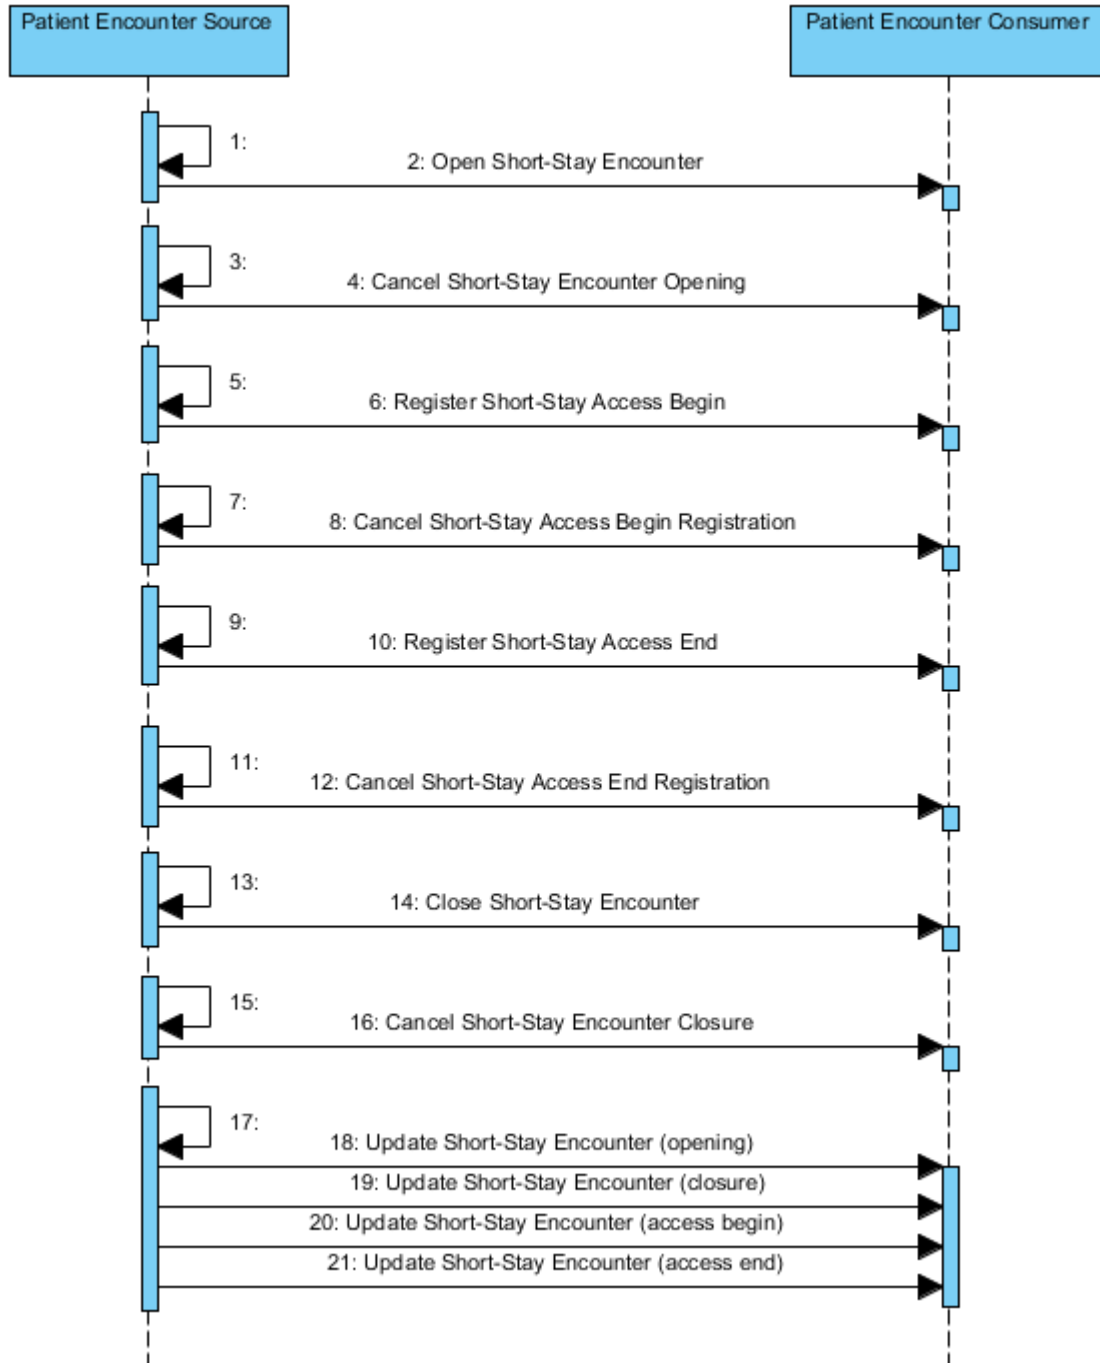 Patient Encounter Source
Patient Encounter Consumer
1:
2: Open Short-Stay Encounter
3:
4: Cancel Short-Stay Encounter Opening
5:
6: Register Short-Stay Access Begin
7:
8: Cancel Short-Stay Access Begin Registration
9:
10: Register Short-Stay Access End
11:
12: Cancel Short-Stay Access End Registration
13:
14: Close Short-Stay Encounter
15:
16: Cancel Short-Stay Encounter Closure
17:
18: Update Short-Stay Encounter (opening)
19: Update Short-Stay Encounter (closure)
20: Update Short-Stay Encounter (access begin)
21: Update Short-Stay Encounter (access end)